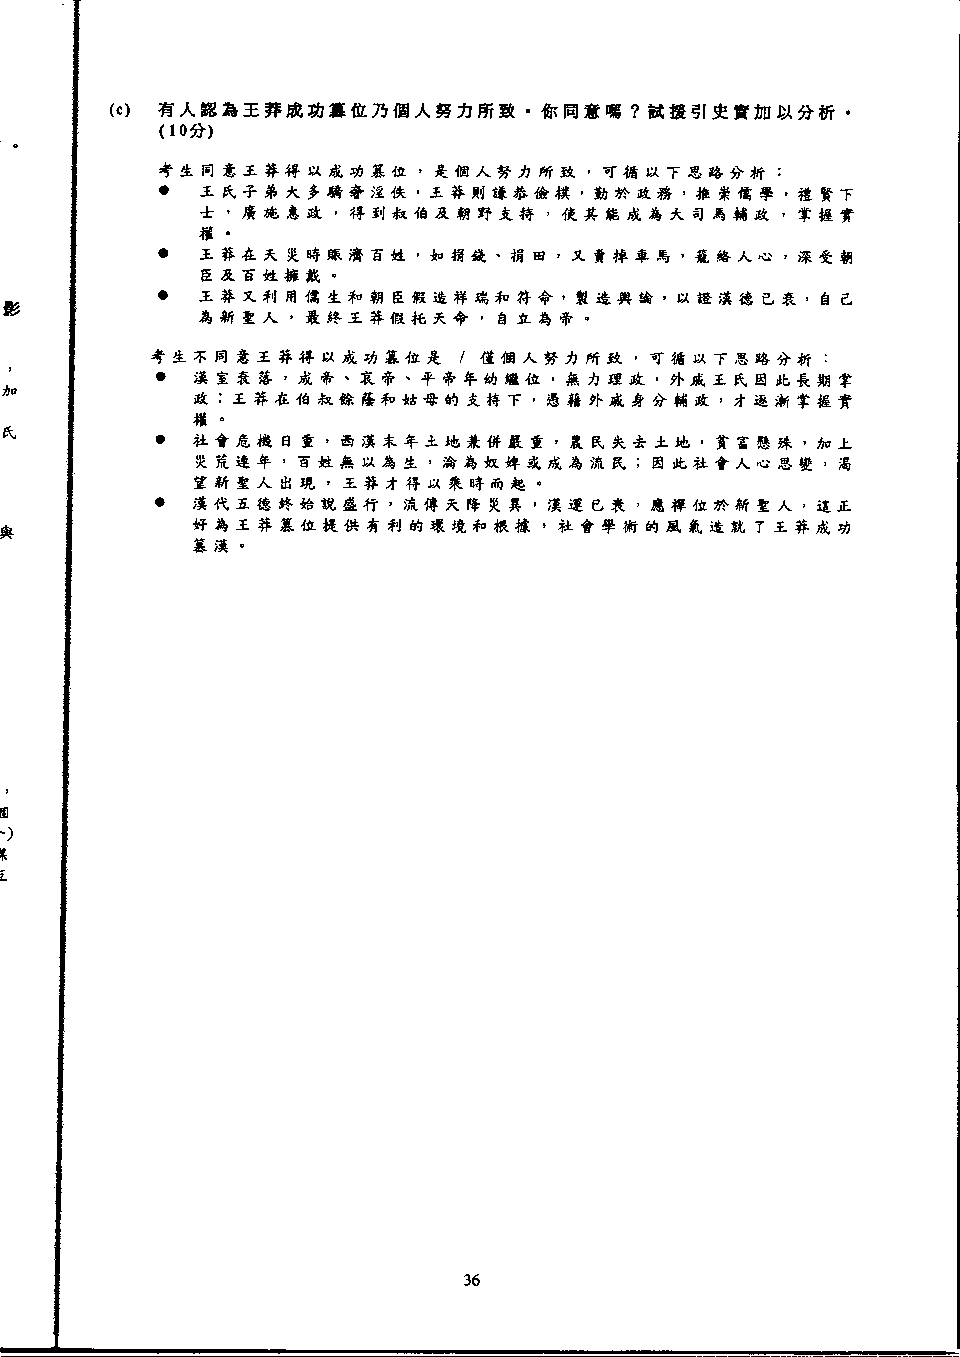 (c) 有人認為王莽成功篡位乃個人努力所致。你同意嗎？試援引史實加以分析。
(10分)
考生同意王莽得以成功篡位，是個人努力所致，可循以下思路分析：
● 王氏子弟大多驕奢淫佚，王莽則謙恭儉樸，勤於政務，推崇儒學，禮賢下
士，廣施惠政，得到叔伯及朝野支持，使其能成為大司馬輔政，掌握實
權。
● 王莽在天災時賑濟百姓，如捐錢、捐田，又賣掉車馬，籠絡人心，深受朝
臣及百姓擁戴。
● 王莽又利用儒生和朝臣假造祥瑞和符命，製造輿論，以證漢德已衰，自己
為新聖人，最終王莽假托天命，自立為帝。
考生不同意王莽得以成功篡位是 / 僅個人努力所致，可循以下思路分析：
● 漢室衰落，成帝、哀帝、平帝年幼繼位，無力理政，外戚王氏因此長期掌
政；王莽在伯叔餘蔭和姑母的支持下，憑藉外戚身分輔政，才逐漸掌握實
權。
● 社會危機日重，西漢末年土地兼併嚴重，農民失去土地，貧富懸殊，加上
災荒連年，百姓無以為生，淪為奴婢或成為流民；因此社會人心思變，渴
望新聖人出現，王莽才得以乘時而起。
● 漢代五德終始說盛行，流傳天降災異，漢運已衰，應禪位於新聖人，這正
好為王莽篡位提供有利的環境和根據，社會學術的風氣造就了王莽成功
篡漢。
。
影
，
加
氏
與
，
36